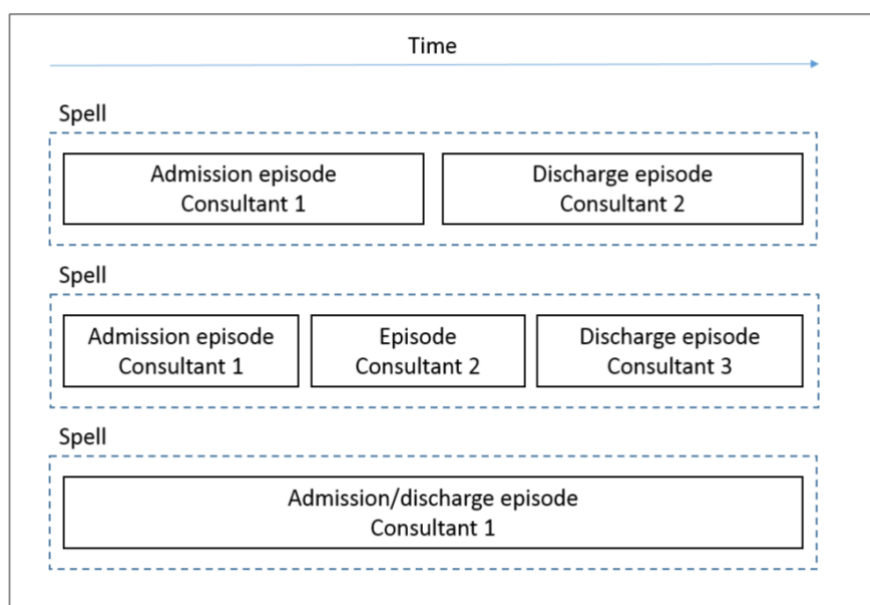 Time
Spell
Admission episode
Consultant 1
Discharge episode
Consultant 2
Spell
Admission episode
Consultant 1
Episode
Consultant 2
Discharge episode
Consultant 3
Spell
Admission/discharge episode
Consultant 1